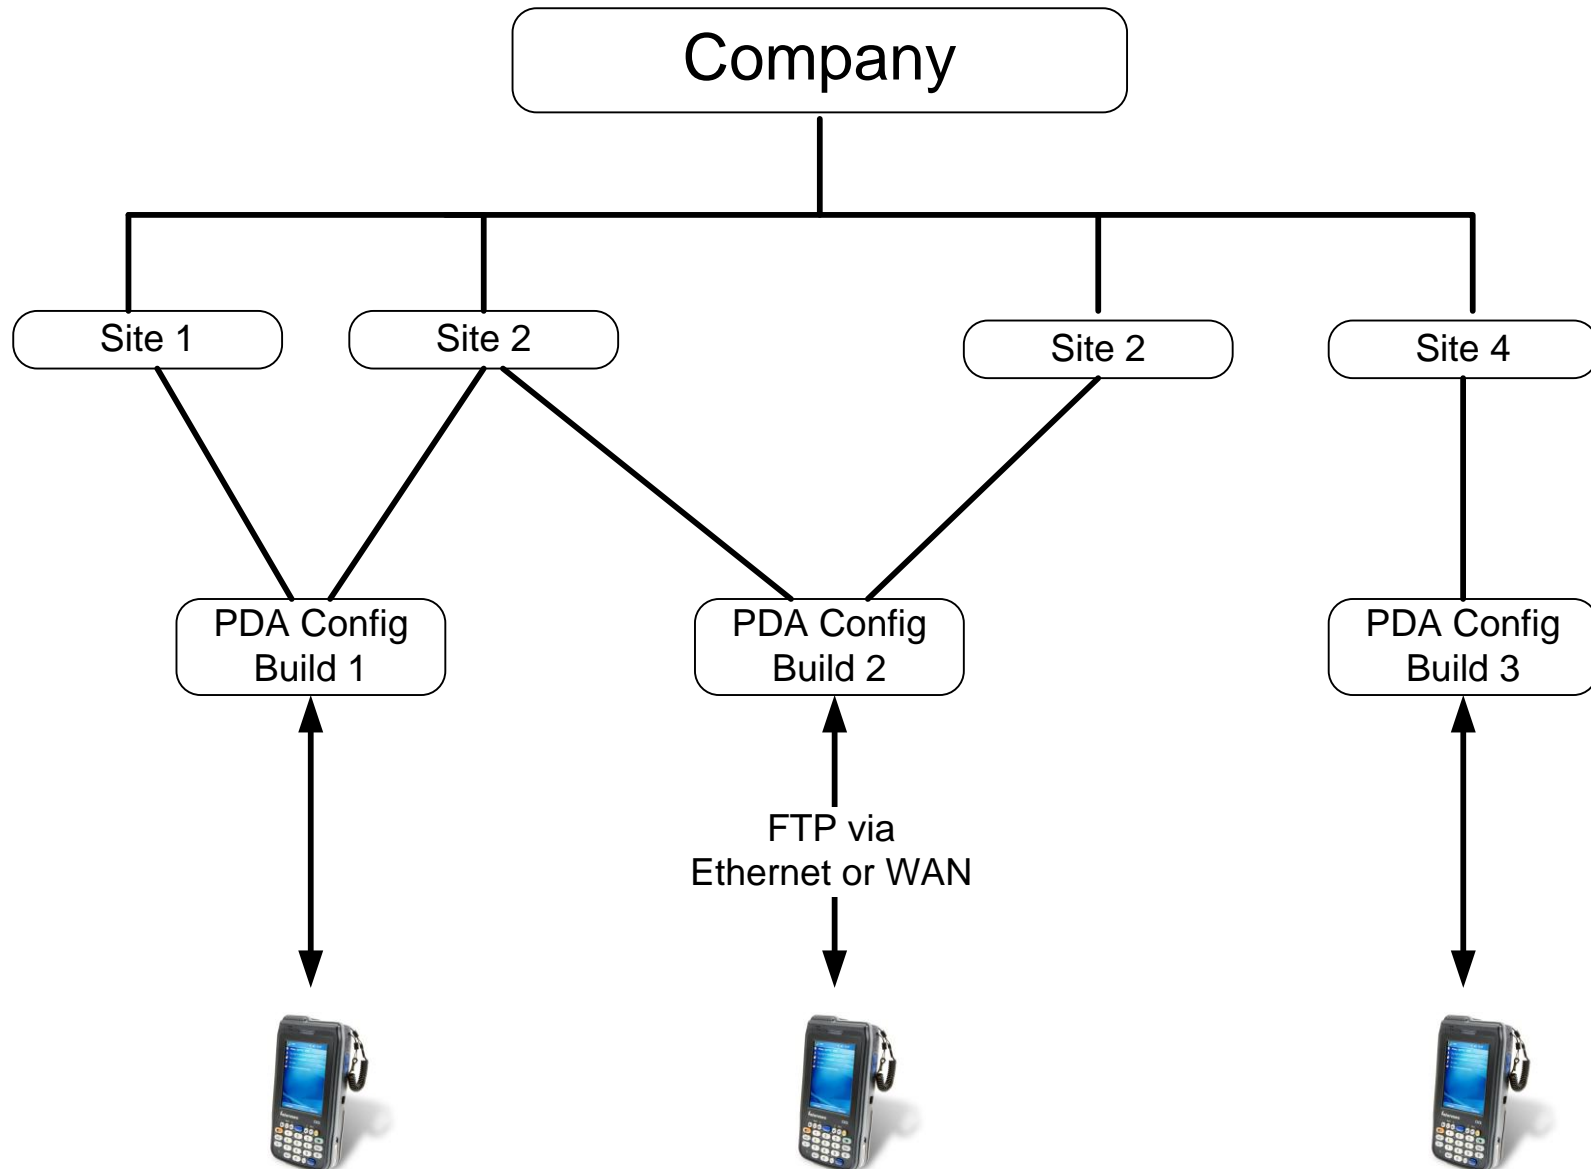 Company
Site 1
Site 2
Site 2
Site 4
PDA Config
Build 1
PDA Config
Build 2
PDA Config
Build 3
FTP via
Ethernet or WAN